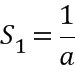 S₁ = 1/a